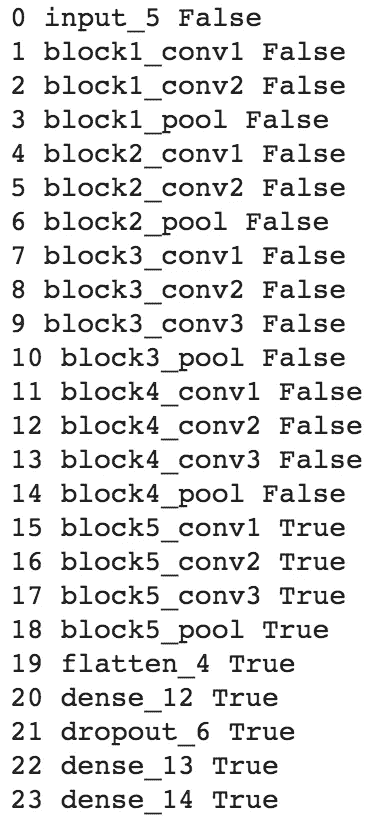 0 input_5 False
1 block1_conv1 False
2 block1_conv2 False
3 block1_pool False
4 block2_conv1 False
5 block2_conv2 False
6 block2_pool False
7 block3_conv1 False
8 block3_conv2 False
9 block3_conv3 False
10 block3_pool False
11 block4_conv1 False
12 block4_conv2 False
13 block4_conv3 False
14 block4_pool False
15 block5_conv1 True
16 block5_conv2 True
17 block5_conv3 True
18 block5_pool True
19 flatten_4 True
20 dense_12 True
21 dropout_6 True
22 dense_13 True
23 dense_14 True